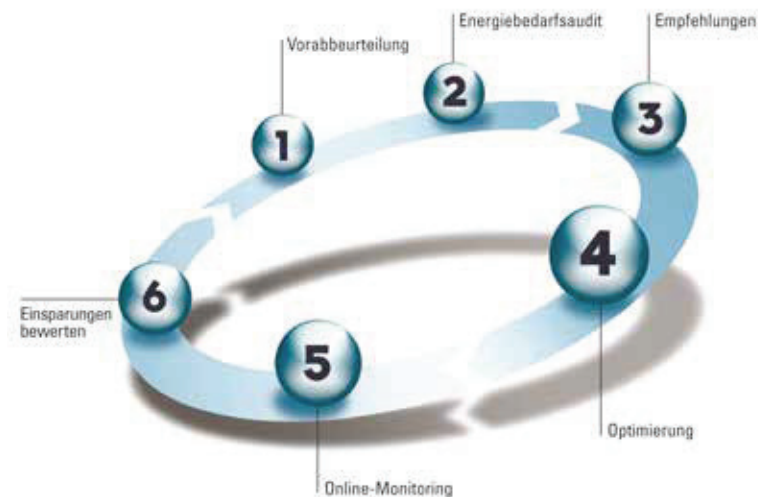 Energiebedarfsaudit
Empfehlungen
Vorabbeurteilung
2
3
1
4
6
Einsparungen
bewerten
5
Optimierung
Online-Monitoring